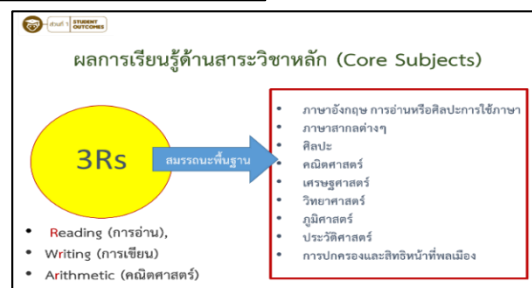 ส่วนที่ 1 STUDENT
OUTCOMES
ผลการเรียนรู้ด้านสาระวิชาหลัก (Core Subjects)
3Rs
สมรรถนะพื้นฐาน
• Reading (การอ่าน),
• Writing (การเขียน)
• Arithmetic (คณิตศาสตร์)
• ภาษาอังกฤษ การอ่านหรือศิลปะการใช้ภาษา
• ภาษาสากลต่างๆ
• ศิลปะ
• คณิตศาสตร์
• เศรษฐศาสตร์
• วิทยาศาสตร์
• ภูมิศาสตร์
• ประวัติศาสตร์
• การปกครองและสิทธิหน้าที่พลเมือง